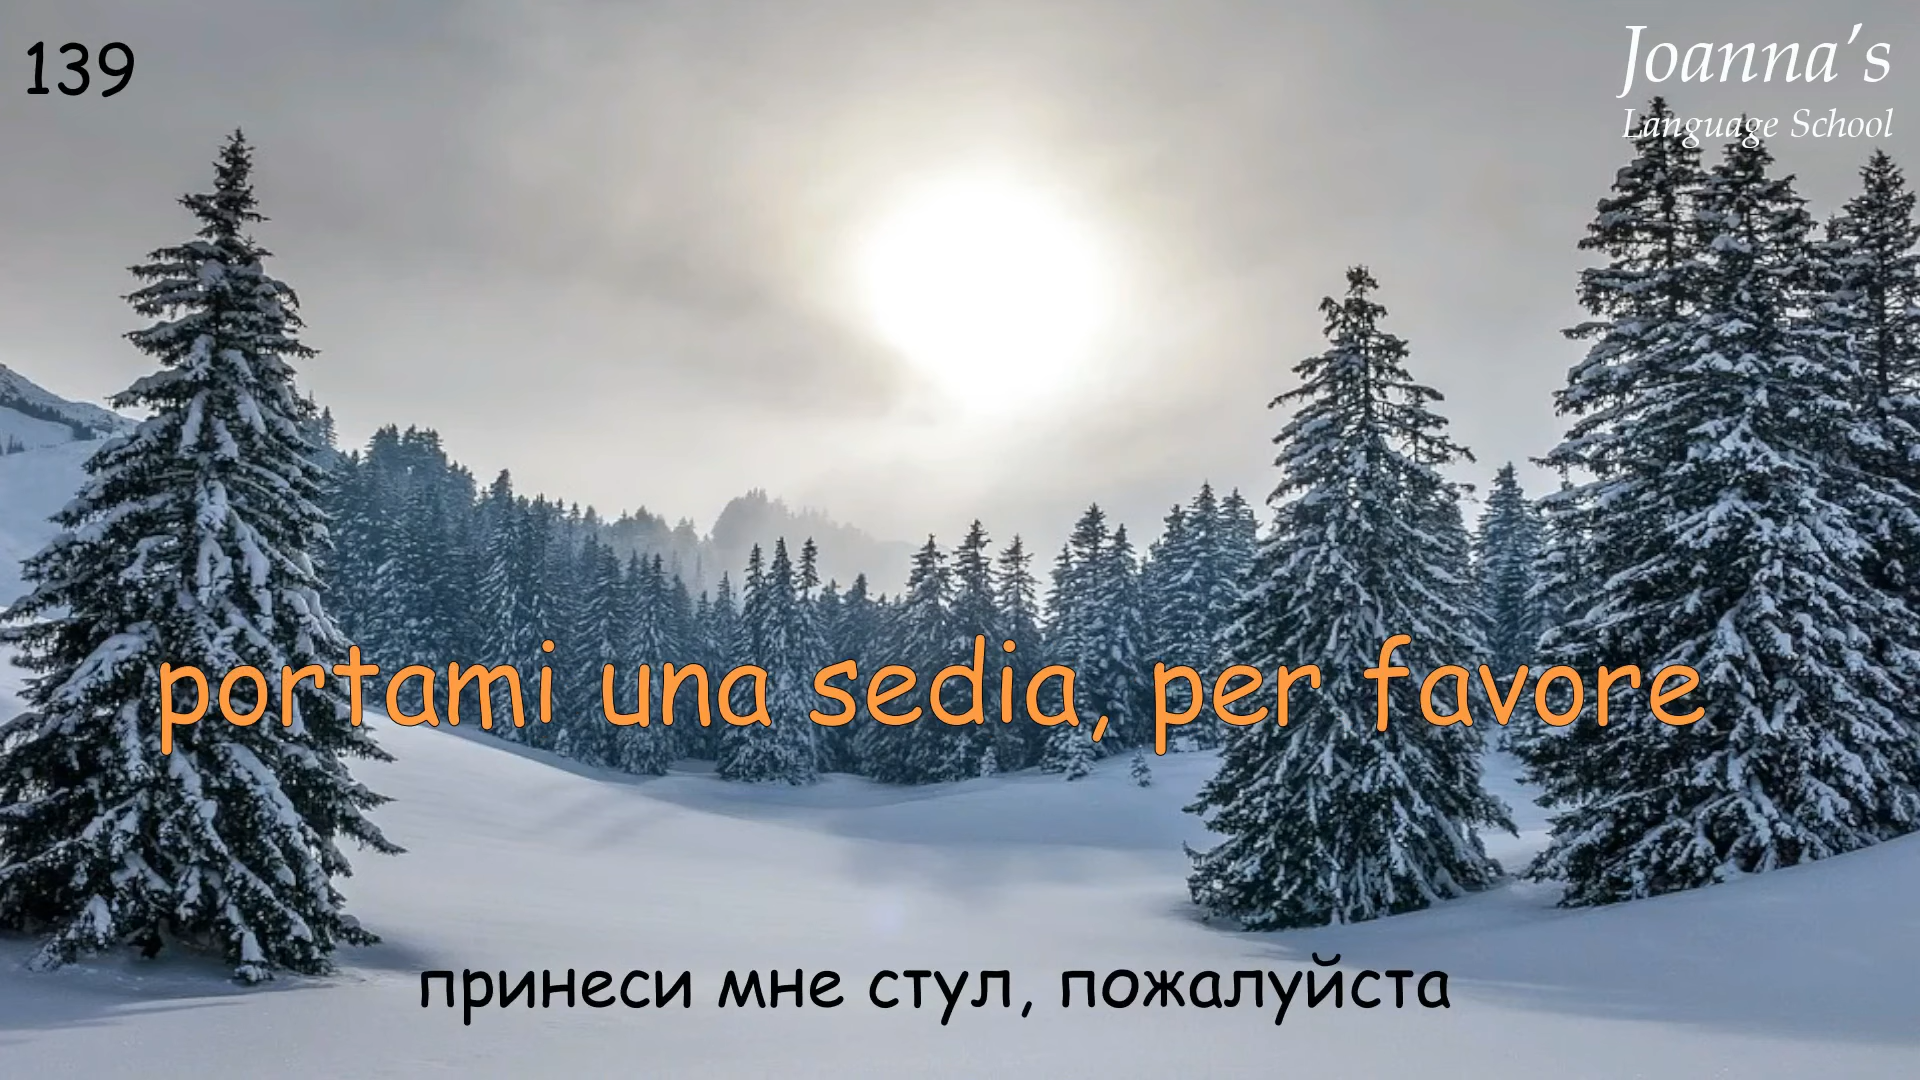 139
Joanna's
Language School
portami una sedia, per favore
принеси мне стул, пожалуйста